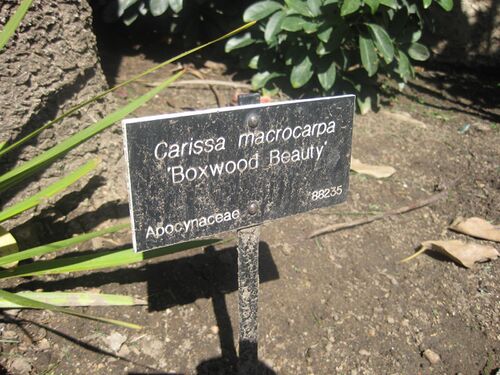 Carissa macrocarpa
'Boxwood Beauty'
Apocynaceae 88235